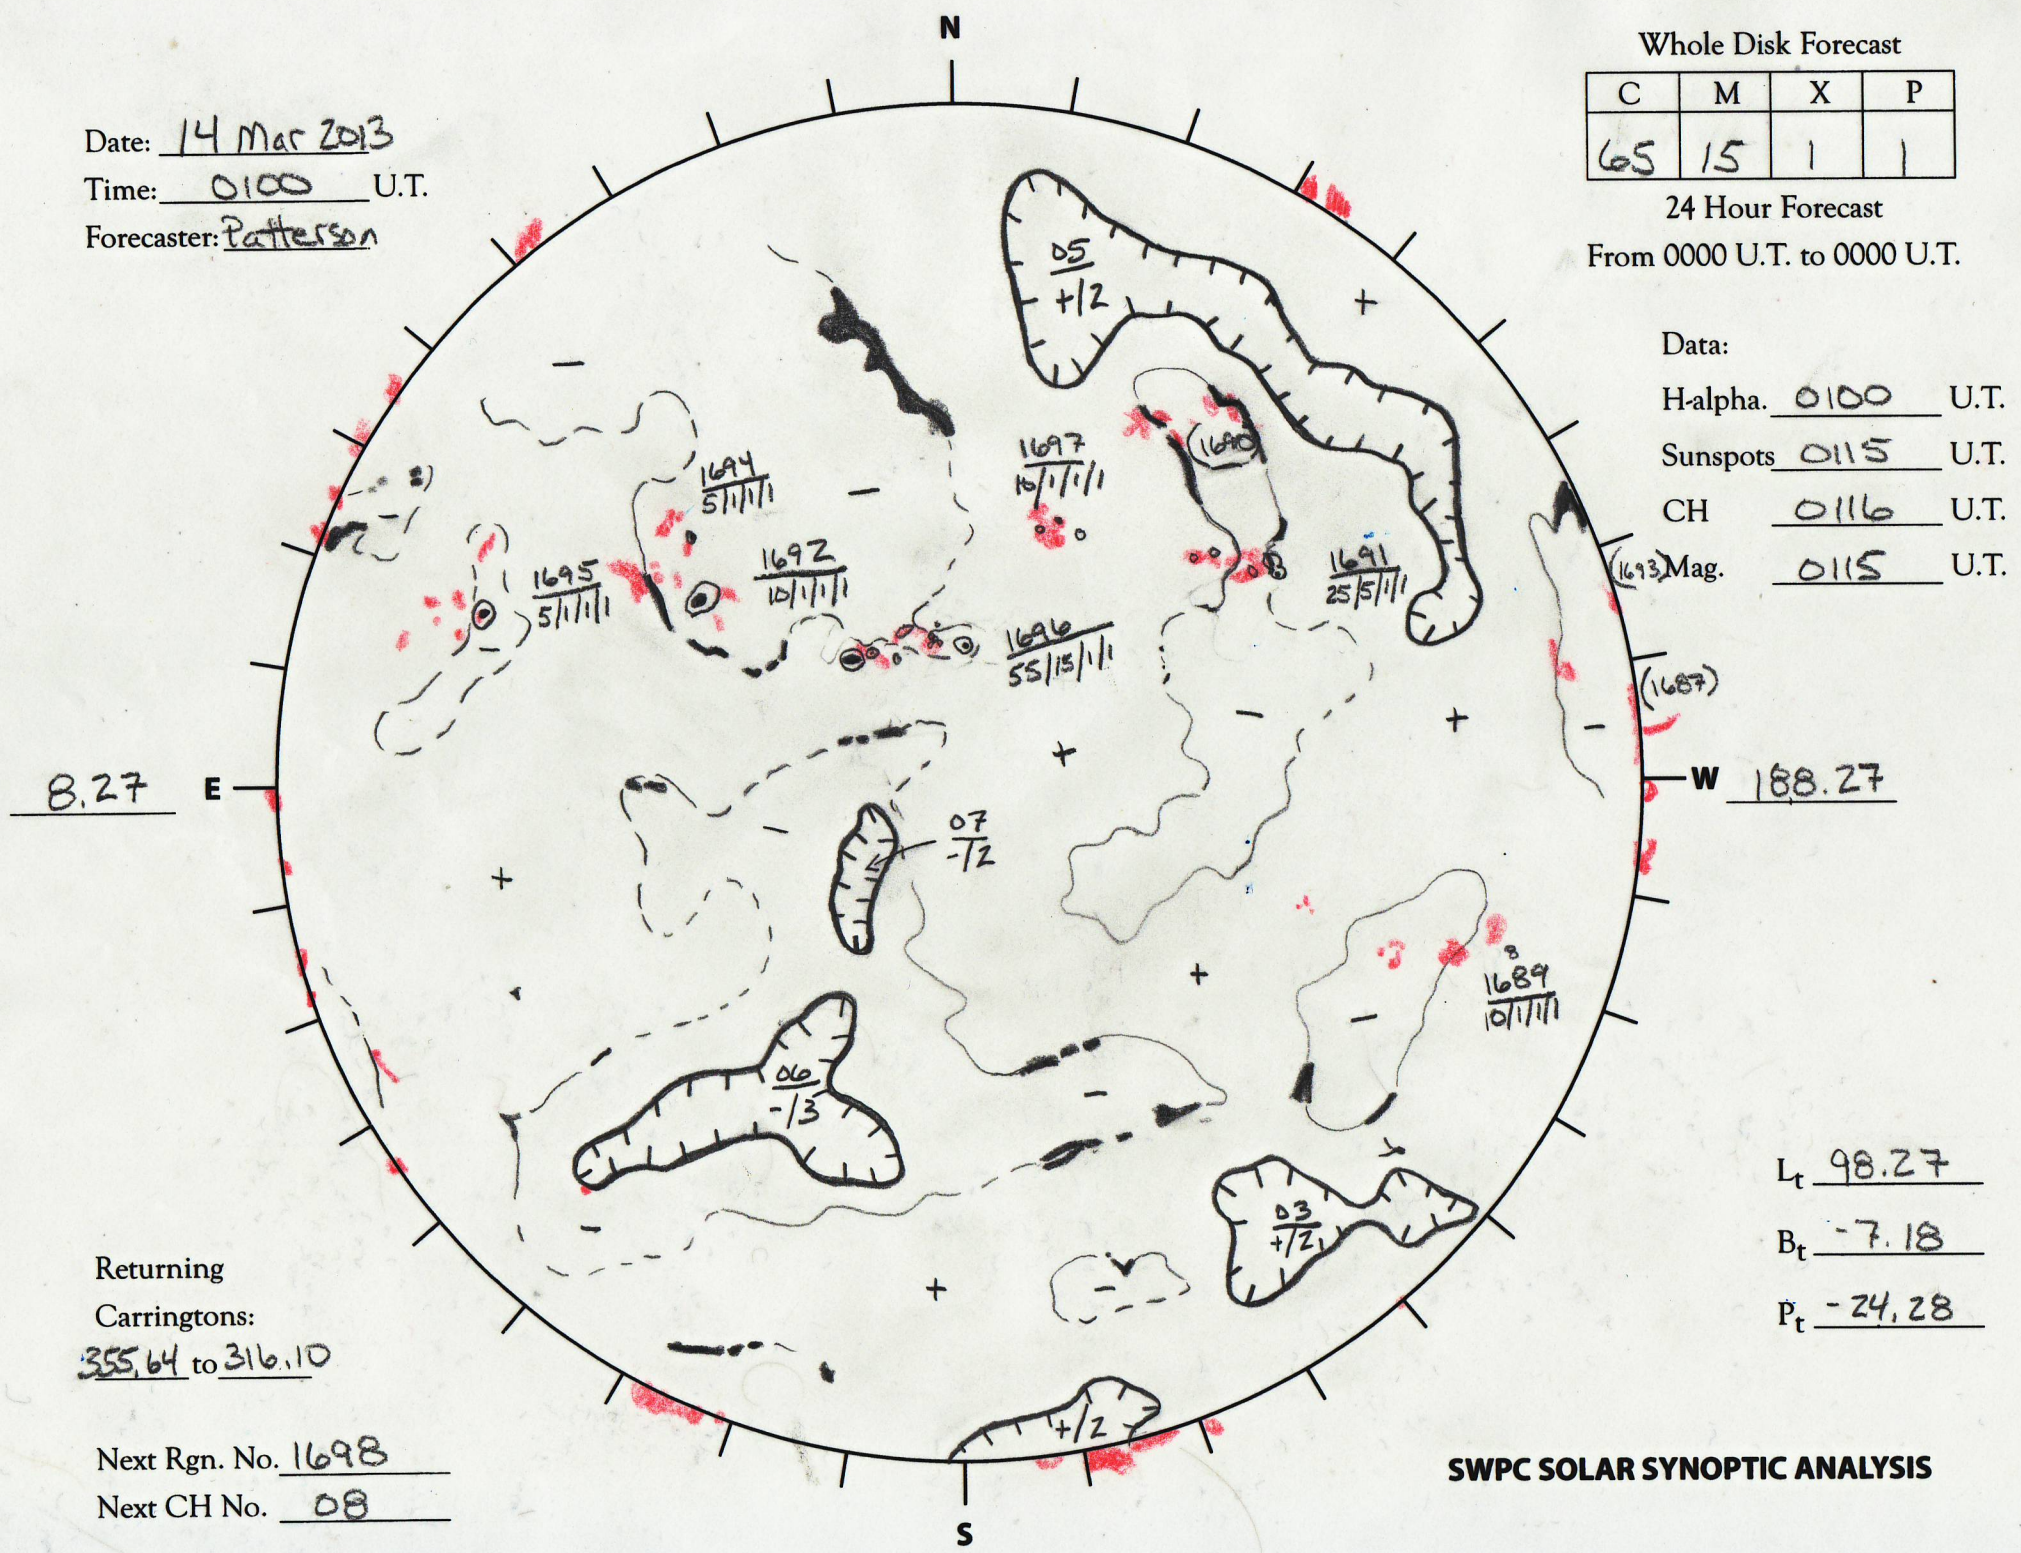 N
Whole Disk Forecast
C M X P
65 15 1 1
24 Hour Forecast
From 0000 U.T. to 0000 U.T.
Date: 14 Mar 2013
Time: 0100 U.T.
Forecaster: Patterson
Data:
H-alpha. 0100 U.T.
Sunspots 0115 U.T.
CH 0116 U.T.
Mag. 0115 U.T.
05
+/2
+
−
1694
5/1/1/1
−
1697
10/1/1/1
(1690)
−
1695
5/1/1/1
1692
10/1/1/1
1691
25/5/1/1
(1693)
−
1696
55/15/1/1
(1687)
−
+
−
+
8.27 E
W 188.27
−
07
-/2
+
+
1689
10/1/1/1
−
06
-/3
−
03
+/2
−
+
−
+/2
Lt 98.27
Bt -7.18
Pt -24.28
Returning
Carringtons:
355.64 to 316.10
Next Rgn. No. 1698
Next CH No. 08
S
SWPC SOLAR SYNOPTIC ANALYSIS